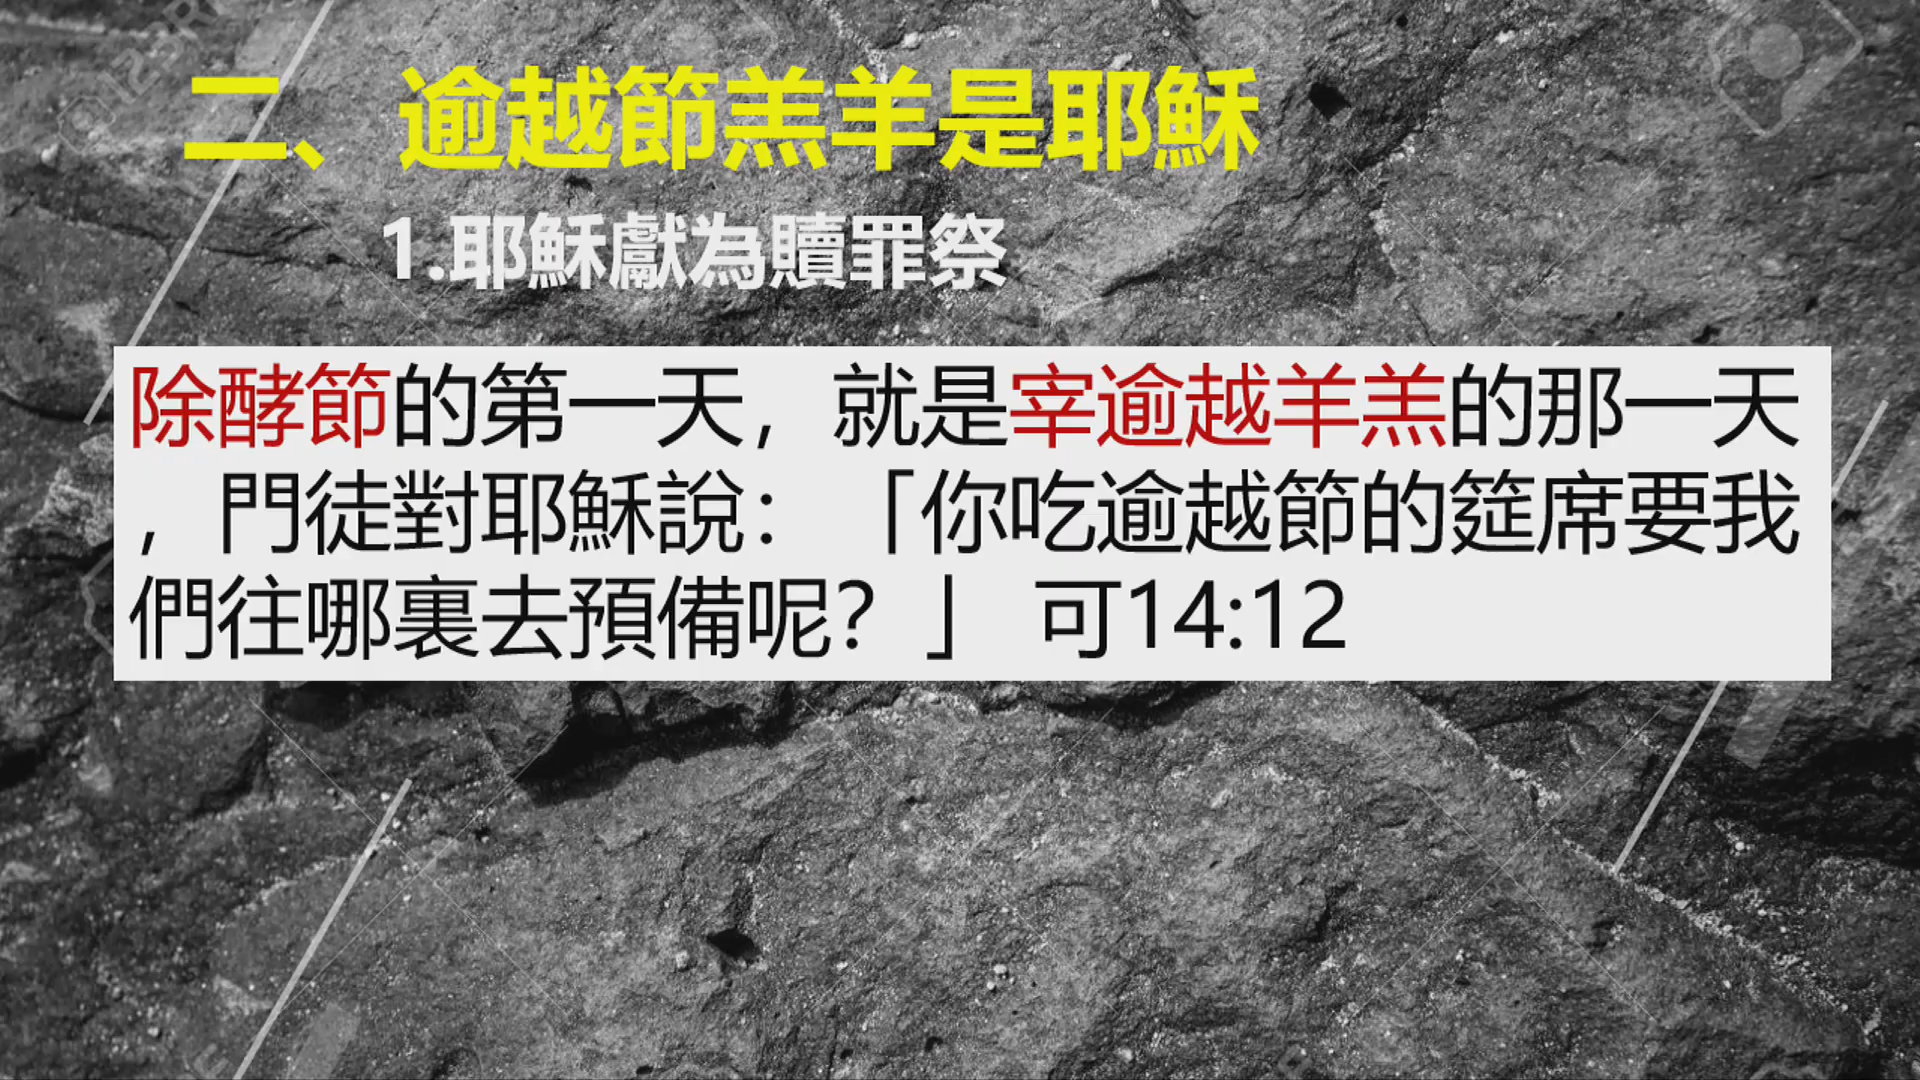 二、逾越節羔羊是耶穌
1.耶穌獻為贖罪祭
除酵節的第一天，就是宰逾越羊羔的那一天
，門徒對耶穌說：「你吃逾越節的筵席要我
們往哪裏去預備呢？」 可14:12